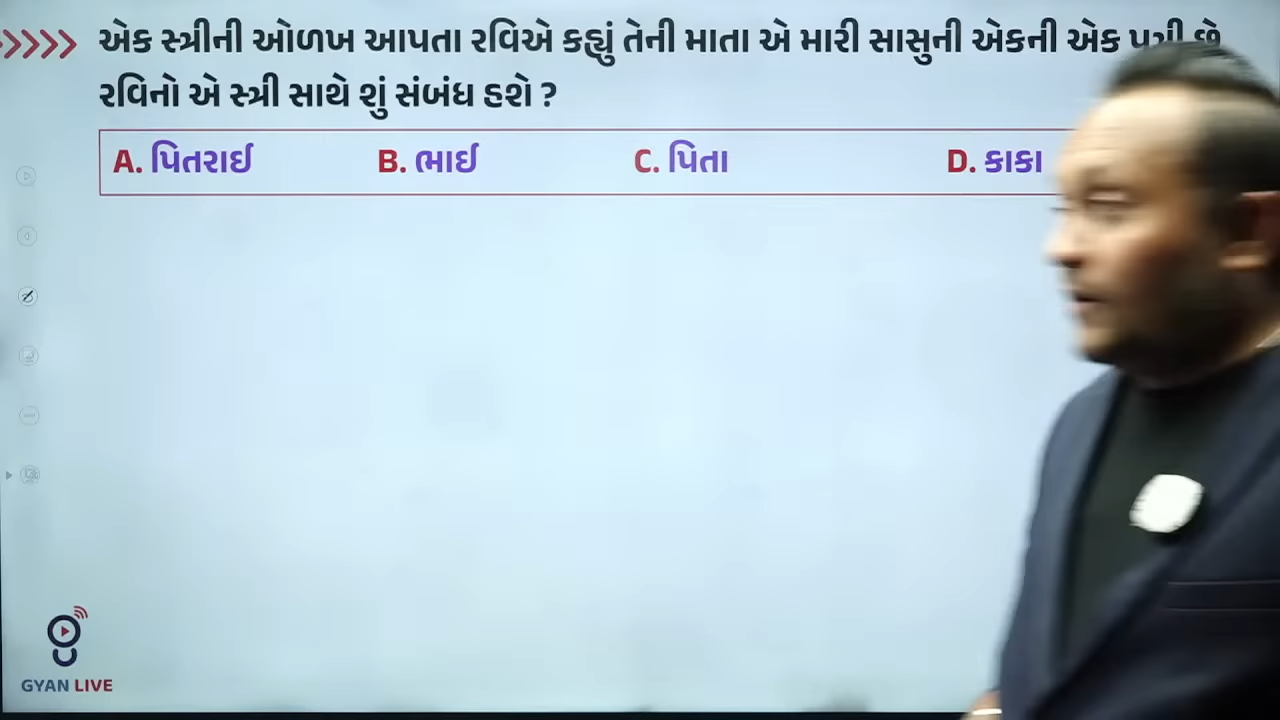 એક સ્ત્રીની ઓળખ આપતા રવિએ કહ્યું તેની માતા એ મારી સાસુની એકની એક છે
રવિનો એ સ્ત્રી સાથે શું સંબંધ હશે ?
A. પિતરાઈ B. ભાઈ C. પિતા D. કાકા
GYAN LIVE